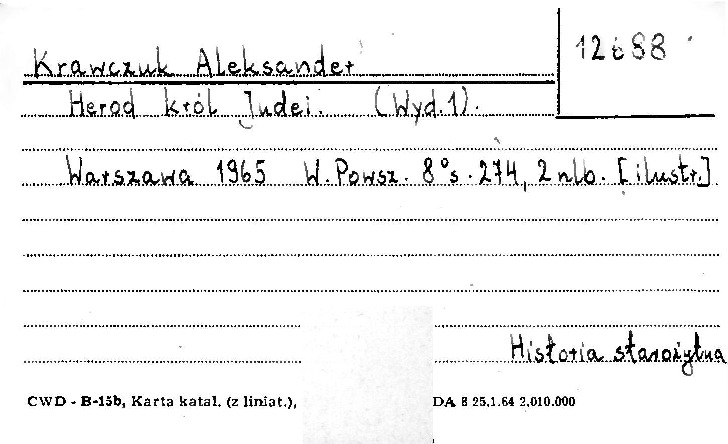 Krawczuk Aleksander
12688
Herod król Judei. (Wyd.1).
Warszawa 1965 W.Powsz. 8° s. 274, 2 nlb. [ilustr.]
Historia starożytna
CWD - B-15b, Karta katal. (z liniat.), DA 8 25.1.64 2.010.000